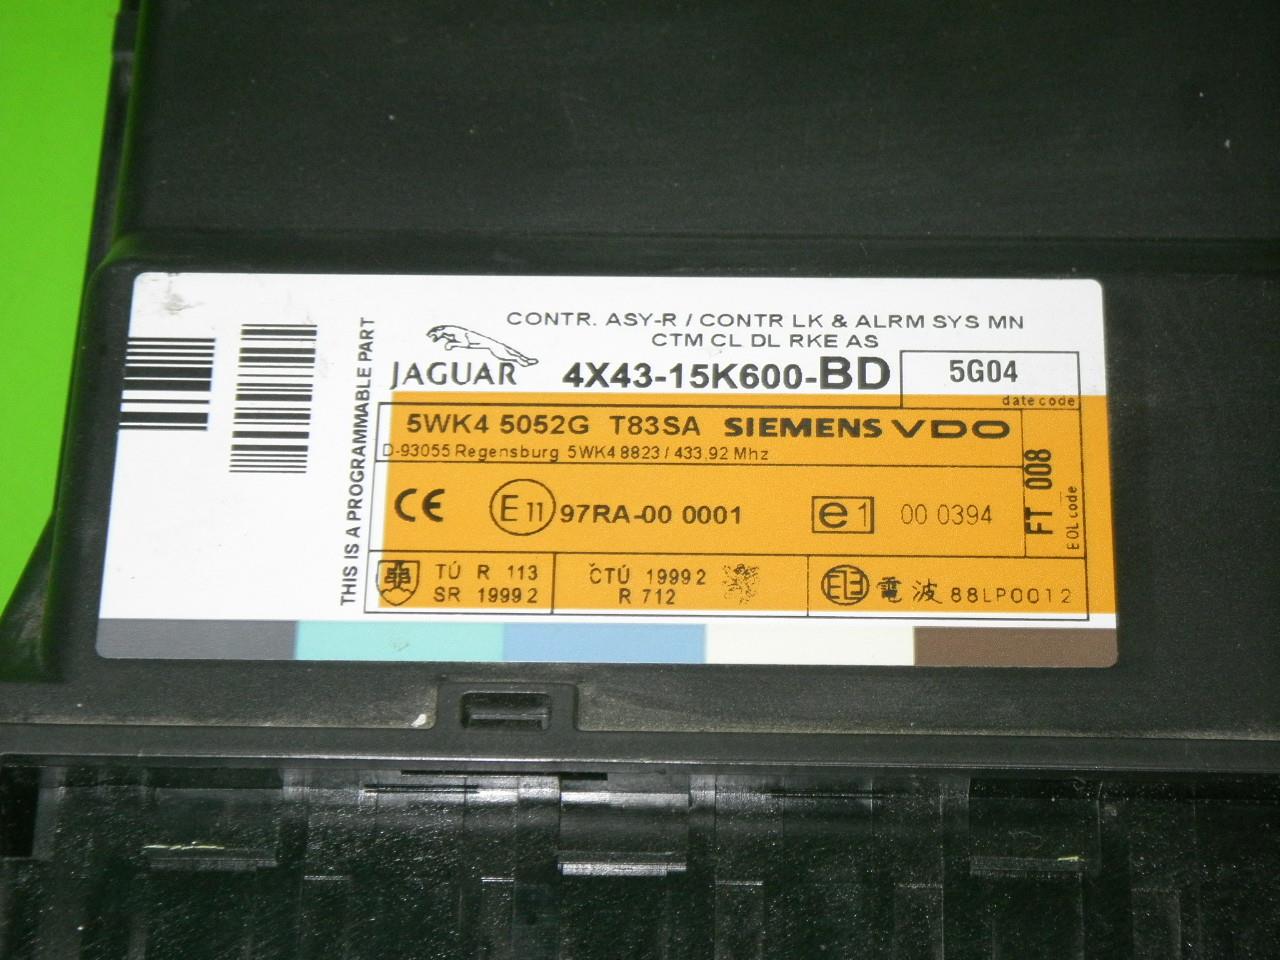 CONTR. ASY-R / CONTR LK & ALRM SYS MN
CTM CL DL RKE AS
JAGUAR 4X43-15K600-BD 5G04
date code
THIS IS A PROGRAMMABLE PART
5WK4 5052G T83SA SIEMENS VDO
D-93055 Regensburg 5WK4 8823 / 433,92 Mhz
FT_008
EOL code
CE E11 97RA-00 0001 e1 00 0394
TÚ R 113
SR 1999 2
ČTÚ 1999 2
R 712
電波 88LP0012